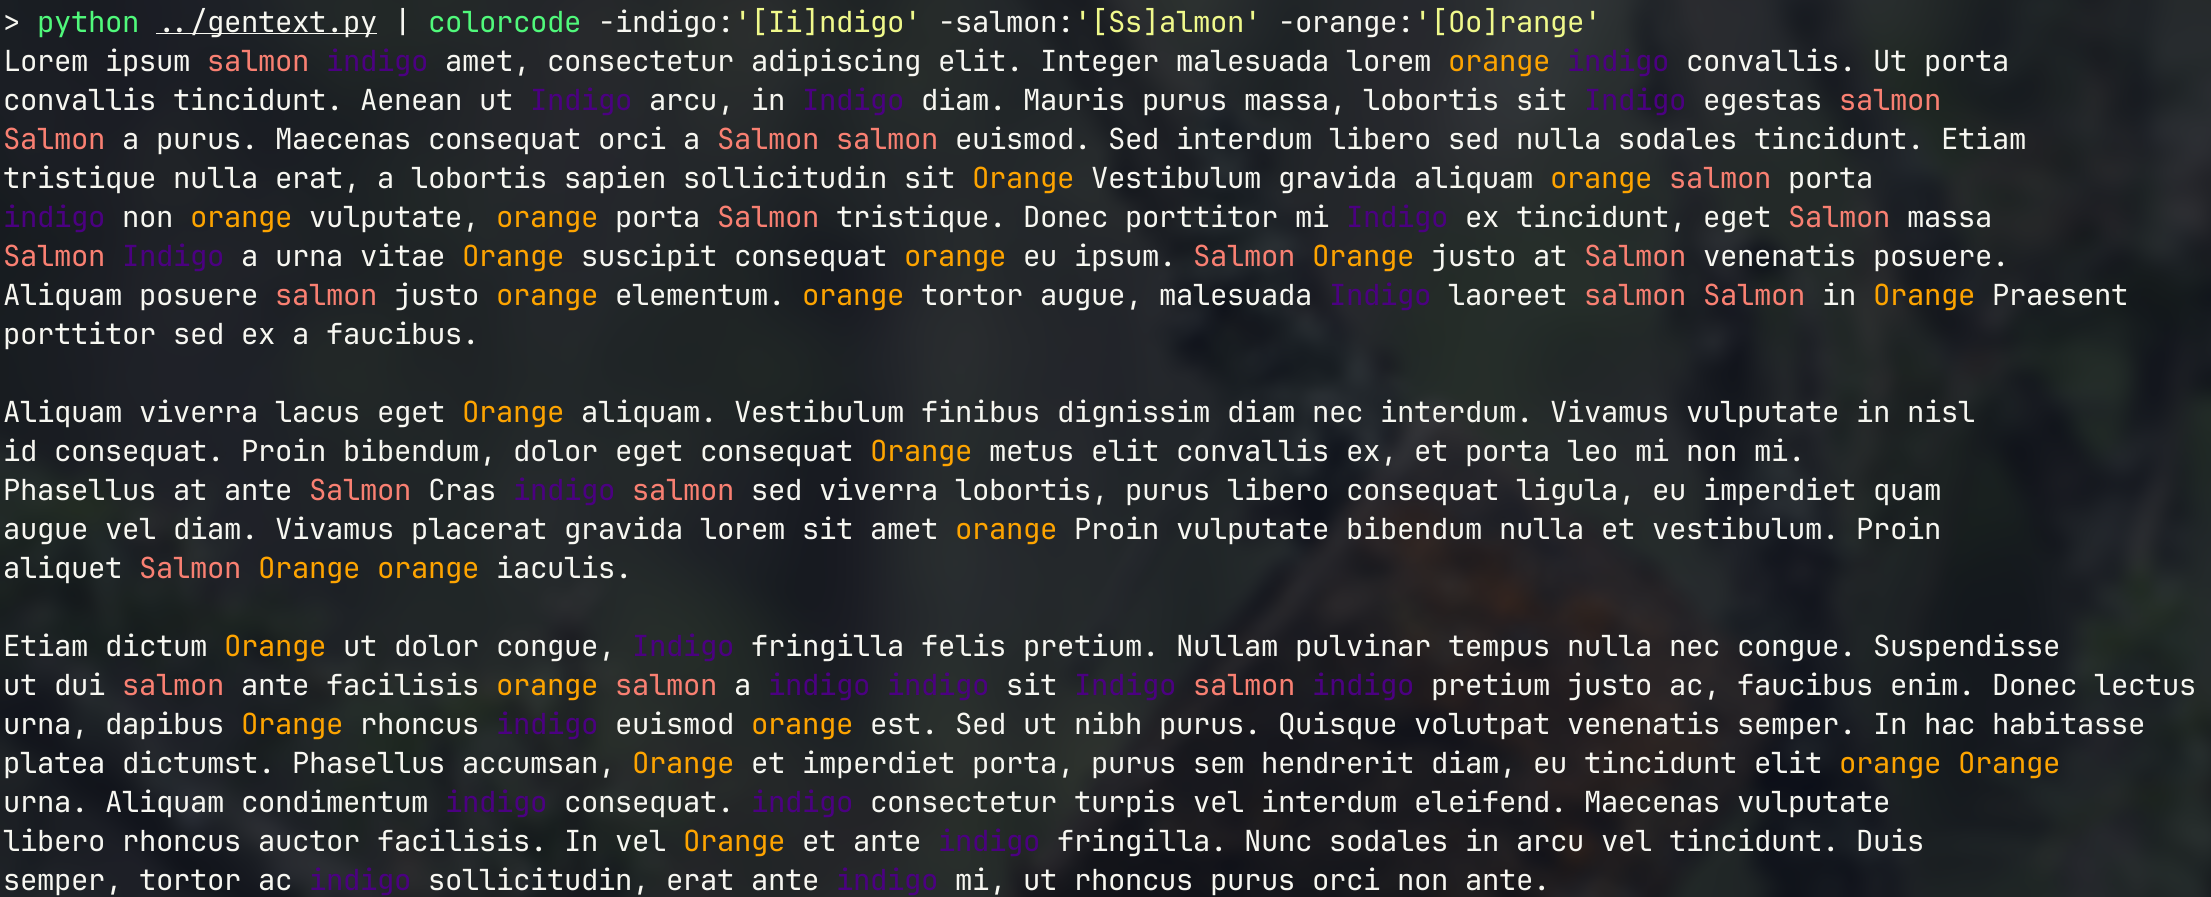 > python ../gentext.py | colorcode -indigo:'[Ii]ndigo' -salmon:'[Ss]almon' -orange:'[Oo]range'
Lorem ipsum salmon indigo amet, consectetur adipiscing elit. Integer malesuada lorem orange indigo convallis. Ut porta
convallis tincidunt. Aenean ut Indigo arcu, in Indigo diam. Mauris purus massa, lobortis sit Indigo egestas salmon
Salmon a purus. Maecenas consequat orci a Salmon salmon euismod. Sed interdum libero sed nulla sodales tincidunt. Etiam
tristique nulla erat, a lobortis sapien sollicitudin sit Orange Vestibulum gravida aliquam orange salmon porta
indigo non orange vulputate, orange porta Salmon tristique. Donec porttitor mi Indigo ex tincidunt, eget Salmon massa
Salmon Indigo a urna vitae Orange suscipit consequat orange eu ipsum. Salmon Orange justo at Salmon venenatis posuere.
Aliquam posuere salmon justo orange elementum. orange tortor augue, malesuada Indigo laoreet salmon Salmon in Orange Praesent
porttitor sed ex a faucibus.

Aliquam viverra lacus eget Orange aliquam. Vestibulum finibus dignissim diam nec interdum. Vivamus vulputate in nisl
id consequat. Proin bibendum, dolor eget consequat Orange metus elit convallis ex, et porta leo mi non mi.
Phasellus at ante Salmon Cras indigo salmon sed viverra lobortis, purus libero consequat ligula, eu imperdiet quam
augue vel diam. Vivamus placerat gravida lorem sit amet orange Proin vulputate bibendum nulla et vestibulum. Proin
aliquet Salmon Orange orange iaculis.

Etiam dictum Orange ut dolor congue, Indigo fringilla felis pretium. Nullam pulvinar tempus nulla nec congue. Suspendisse
ut dui salmon ante facilisis orange salmon a indigo indigo sit Indigo salmon indigo pretium justo ac, faucibus enim. Donec lectus
urna, dapibus Orange rhoncus indigo euismod orange est. Sed ut nibh purus. Quisque volutpat venenatis semper. In hac habitasse
platea dictumst. Phasellus accumsan, Orange et imperdiet porta, purus sem hendrerit diam, eu tincidunt elit orange Orange
urna. Aliquam condimentum indigo consequat. indigo consectetur turpis vel interdum eleifend. Maecenas vulputate
libero rhoncus auctor facilisis. In vel Orange et ante indigo fringilla. Nunc sodales in arcu vel tincidunt. Duis
semper, tortor ac indigo sollicitudin, erat ante indigo mi, ut rhoncus purus orci non ante.